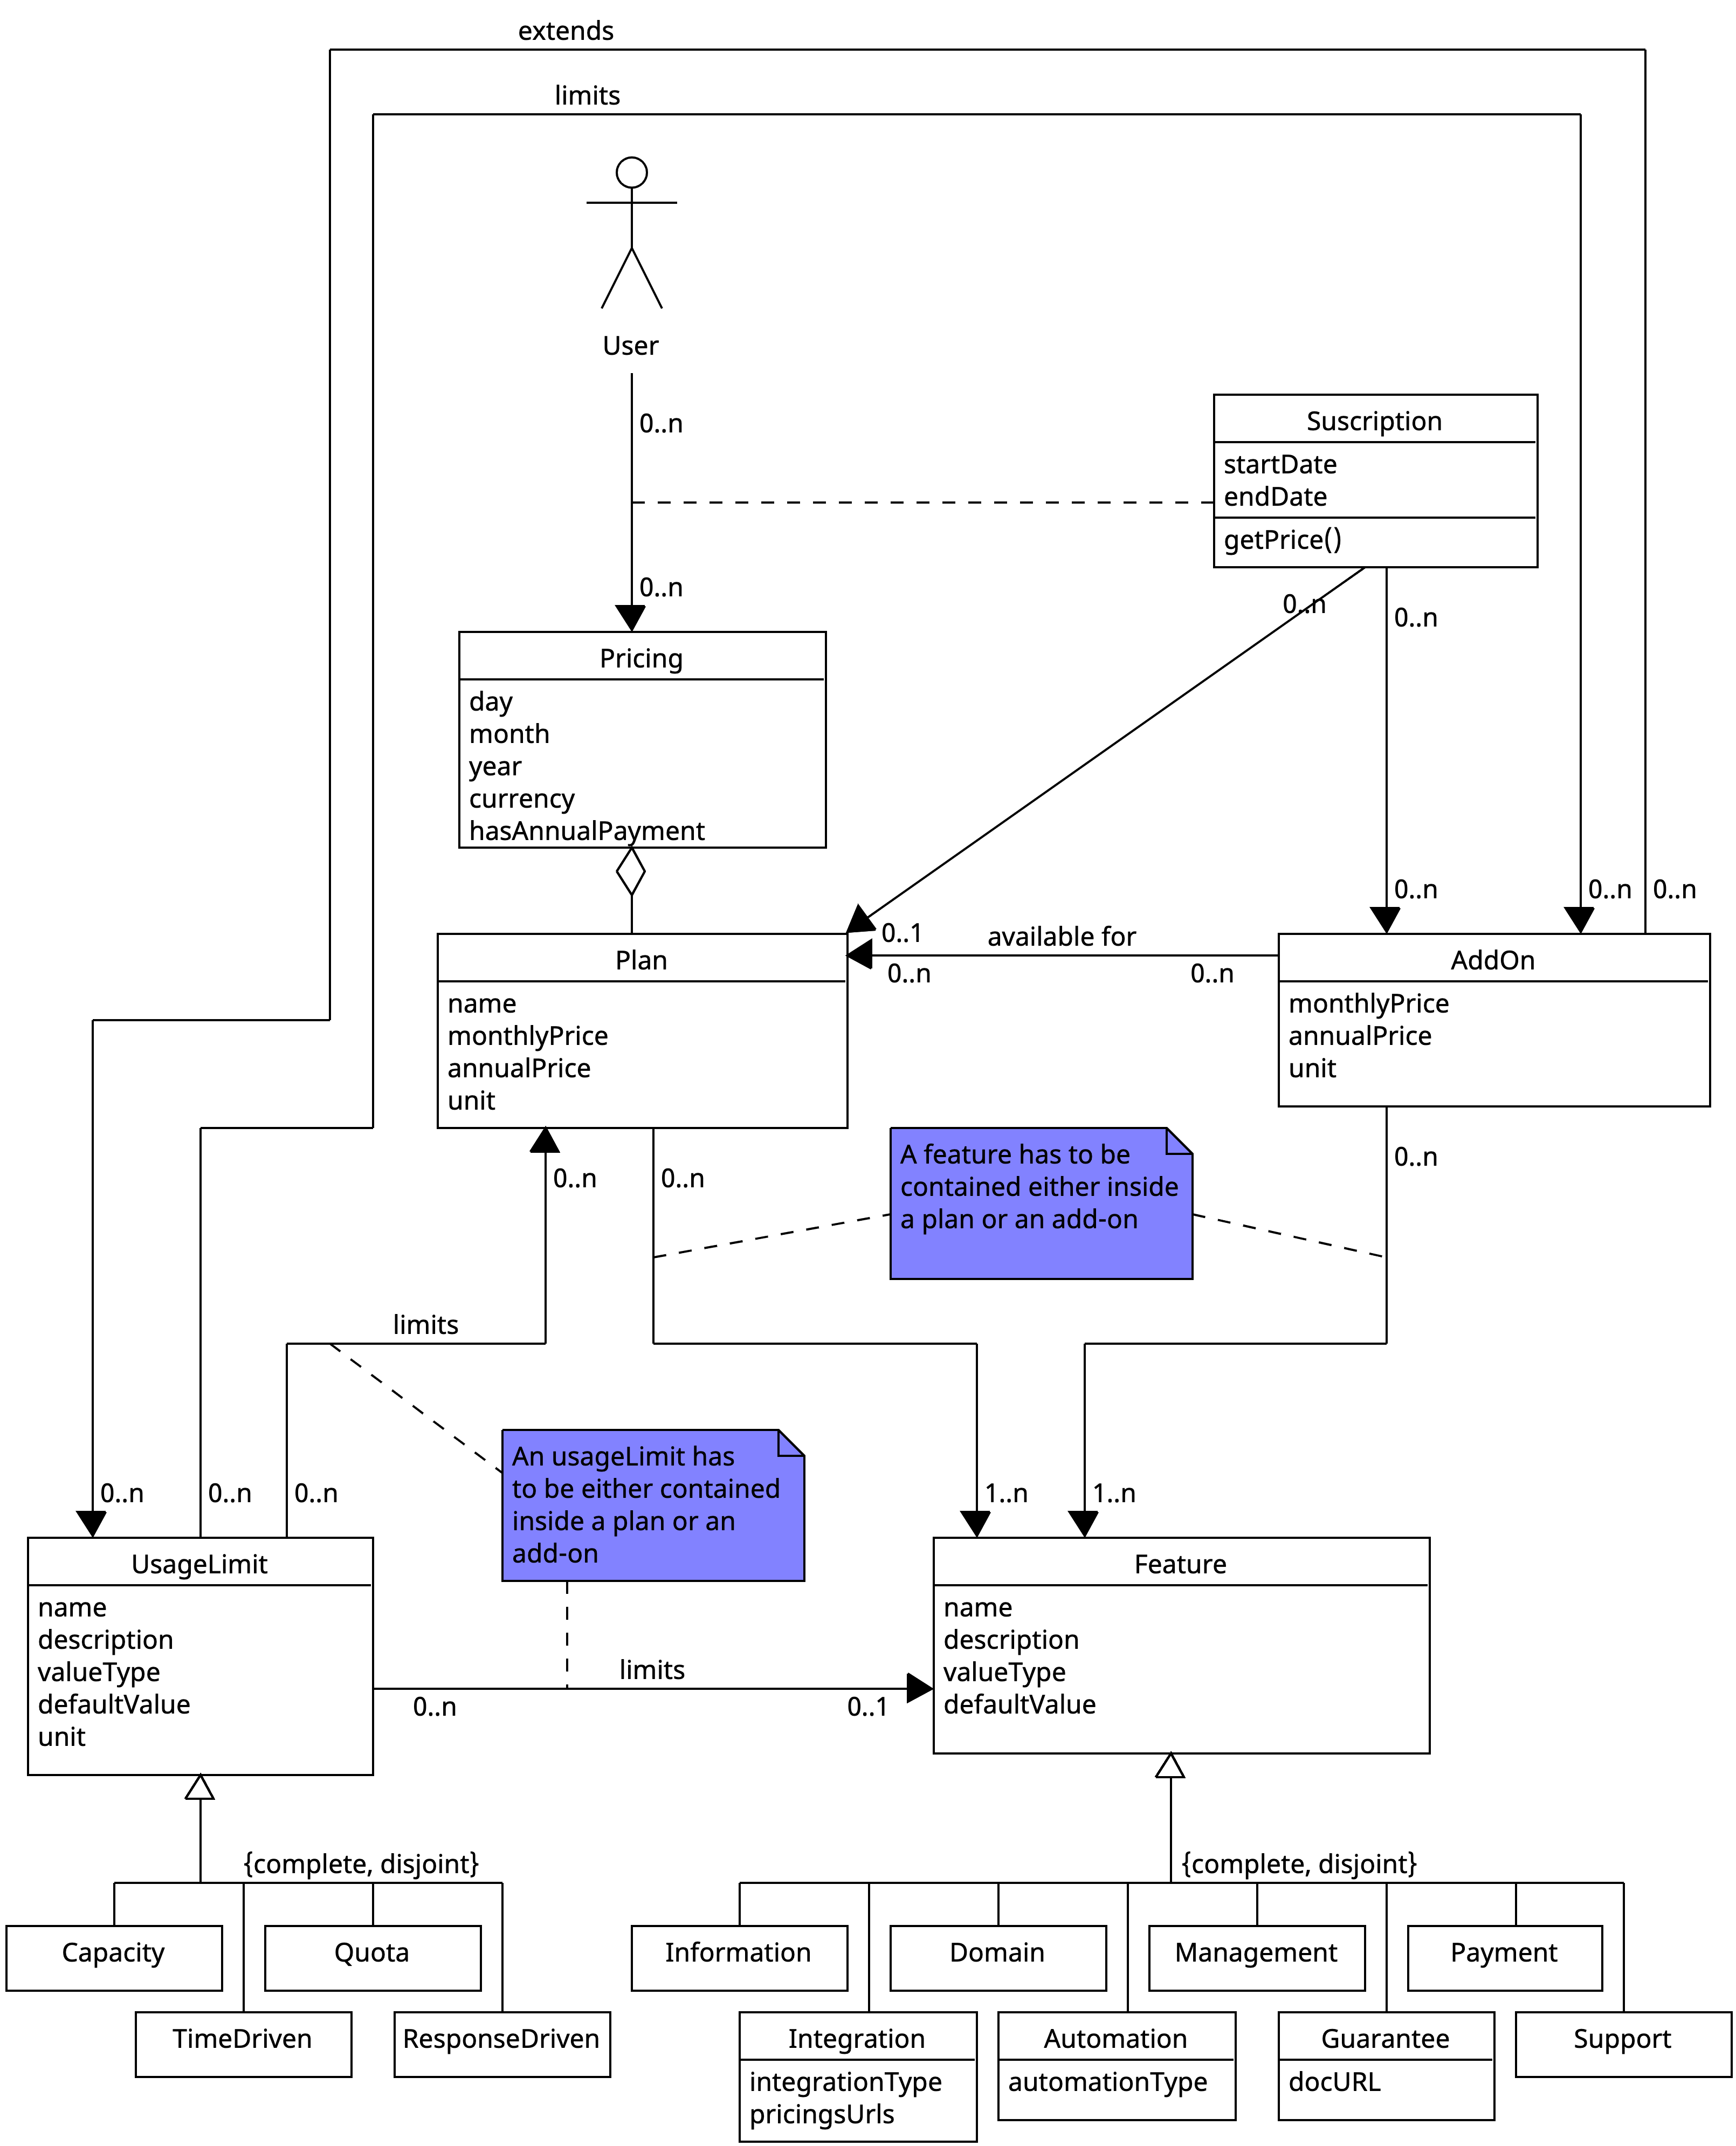 extends
limits
User
0..n
Suscription
startDate
endDate
getPrice()
0..n
0..n
0..n
Pricing
day
month
year
currency
hasAnnualPayment
0..n
0..n
0..n
0..1
available for
0..n
0..n
Plan
name
monthlyPrice
annualPrice
unit
AddOn
monthlyPrice
annualPrice
unit
0..n
0..n
A feature has to be
contained either inside
a plan or an add-on
0..n
limits
An usageLimit has
to be either contained
inside a plan or an
add-on
0..n
0..n
0..n
1..n
1..n
UsageLimit
name
description
valueType
defaultValue
unit
limits
0..n
0..1
Feature
name
description
valueType
defaultValue
{complete, disjoint}
{complete, disjoint}
Capacity
Quota
Information
Domain
Management
Payment
TimeDriven
ResponseDriven
Integration
integrationType
pricingsUrls
Automation
automationType
Guarantee
docURL
Support